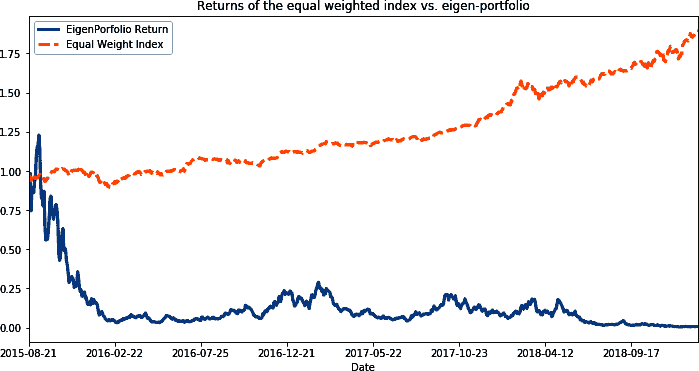 Returns of the equal weighted index vs. eigen-portfolio
EigenPorfolio Return
Equal Weight Index
1.75
1.50
1.25
1.00
0.75
0.50
0.25
0.00
2015-08-21 2016-02-22 2016-07-25 2016-12-21 2017-05-22 2017-10-23 2018-04-12 2018-09-17
Date